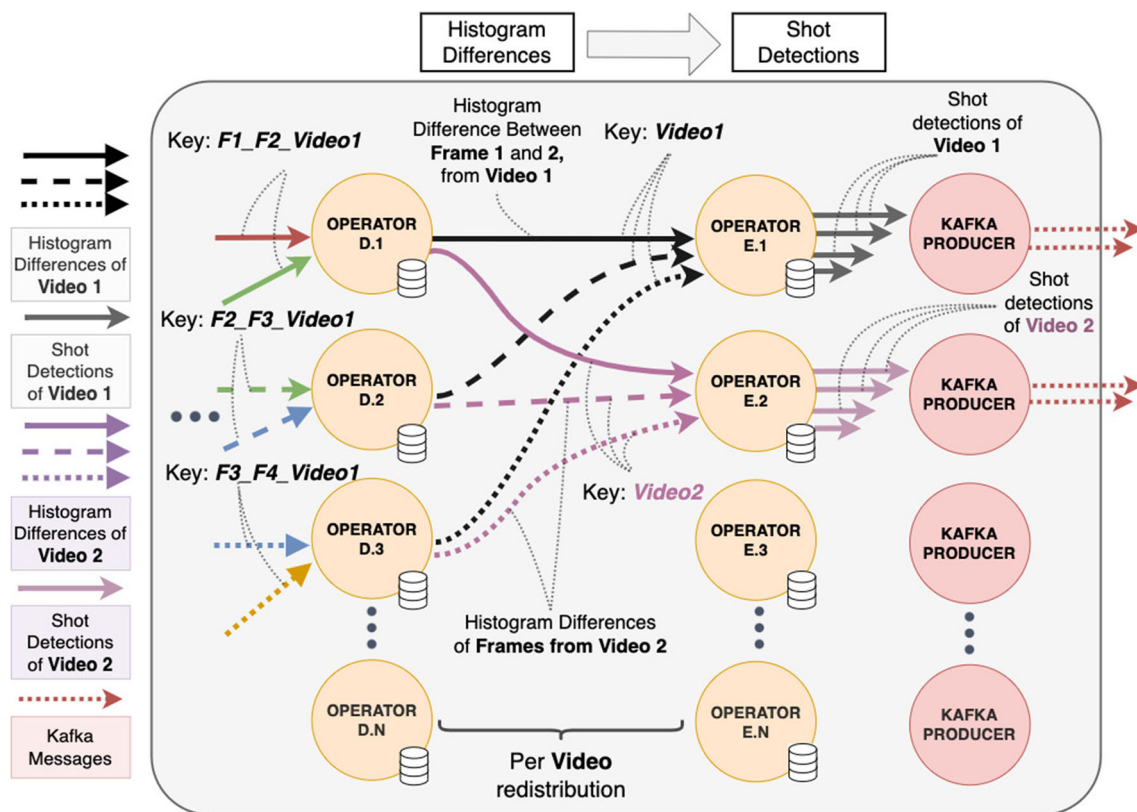 Histogram
Differences
Shot
Detections
Key: F1_F2_Video1
Histogram
Difference Between
Frame 1 and 2,
from Video 1
Key: Video1
Shot
detections of
Video 1
OPERATOR
D.1
OPERATOR
E.1
KAFKA
PRODUCER
Histogram
Differences of
Video 1
Key: F2_F3_Video1
Shot
detections
of Video 2
Shot
Detections
of Video 1
OPERATOR
D.2
OPERATOR
E.2
KAFKA
PRODUCER
Key: F3_F4_Video1
Key: Video2
Histogram
Differences of
Video 2
OPERATOR
D.3
OPERATOR
E.3
KAFKA
PRODUCER
Shot
Detections
of Video 2
Histogram Differences
of Frames from Video 2
Kafka
Messages
OPERATOR
D.N
OPERATOR
E.N
KAFKA
PRODUCER
Per Video
redistribution